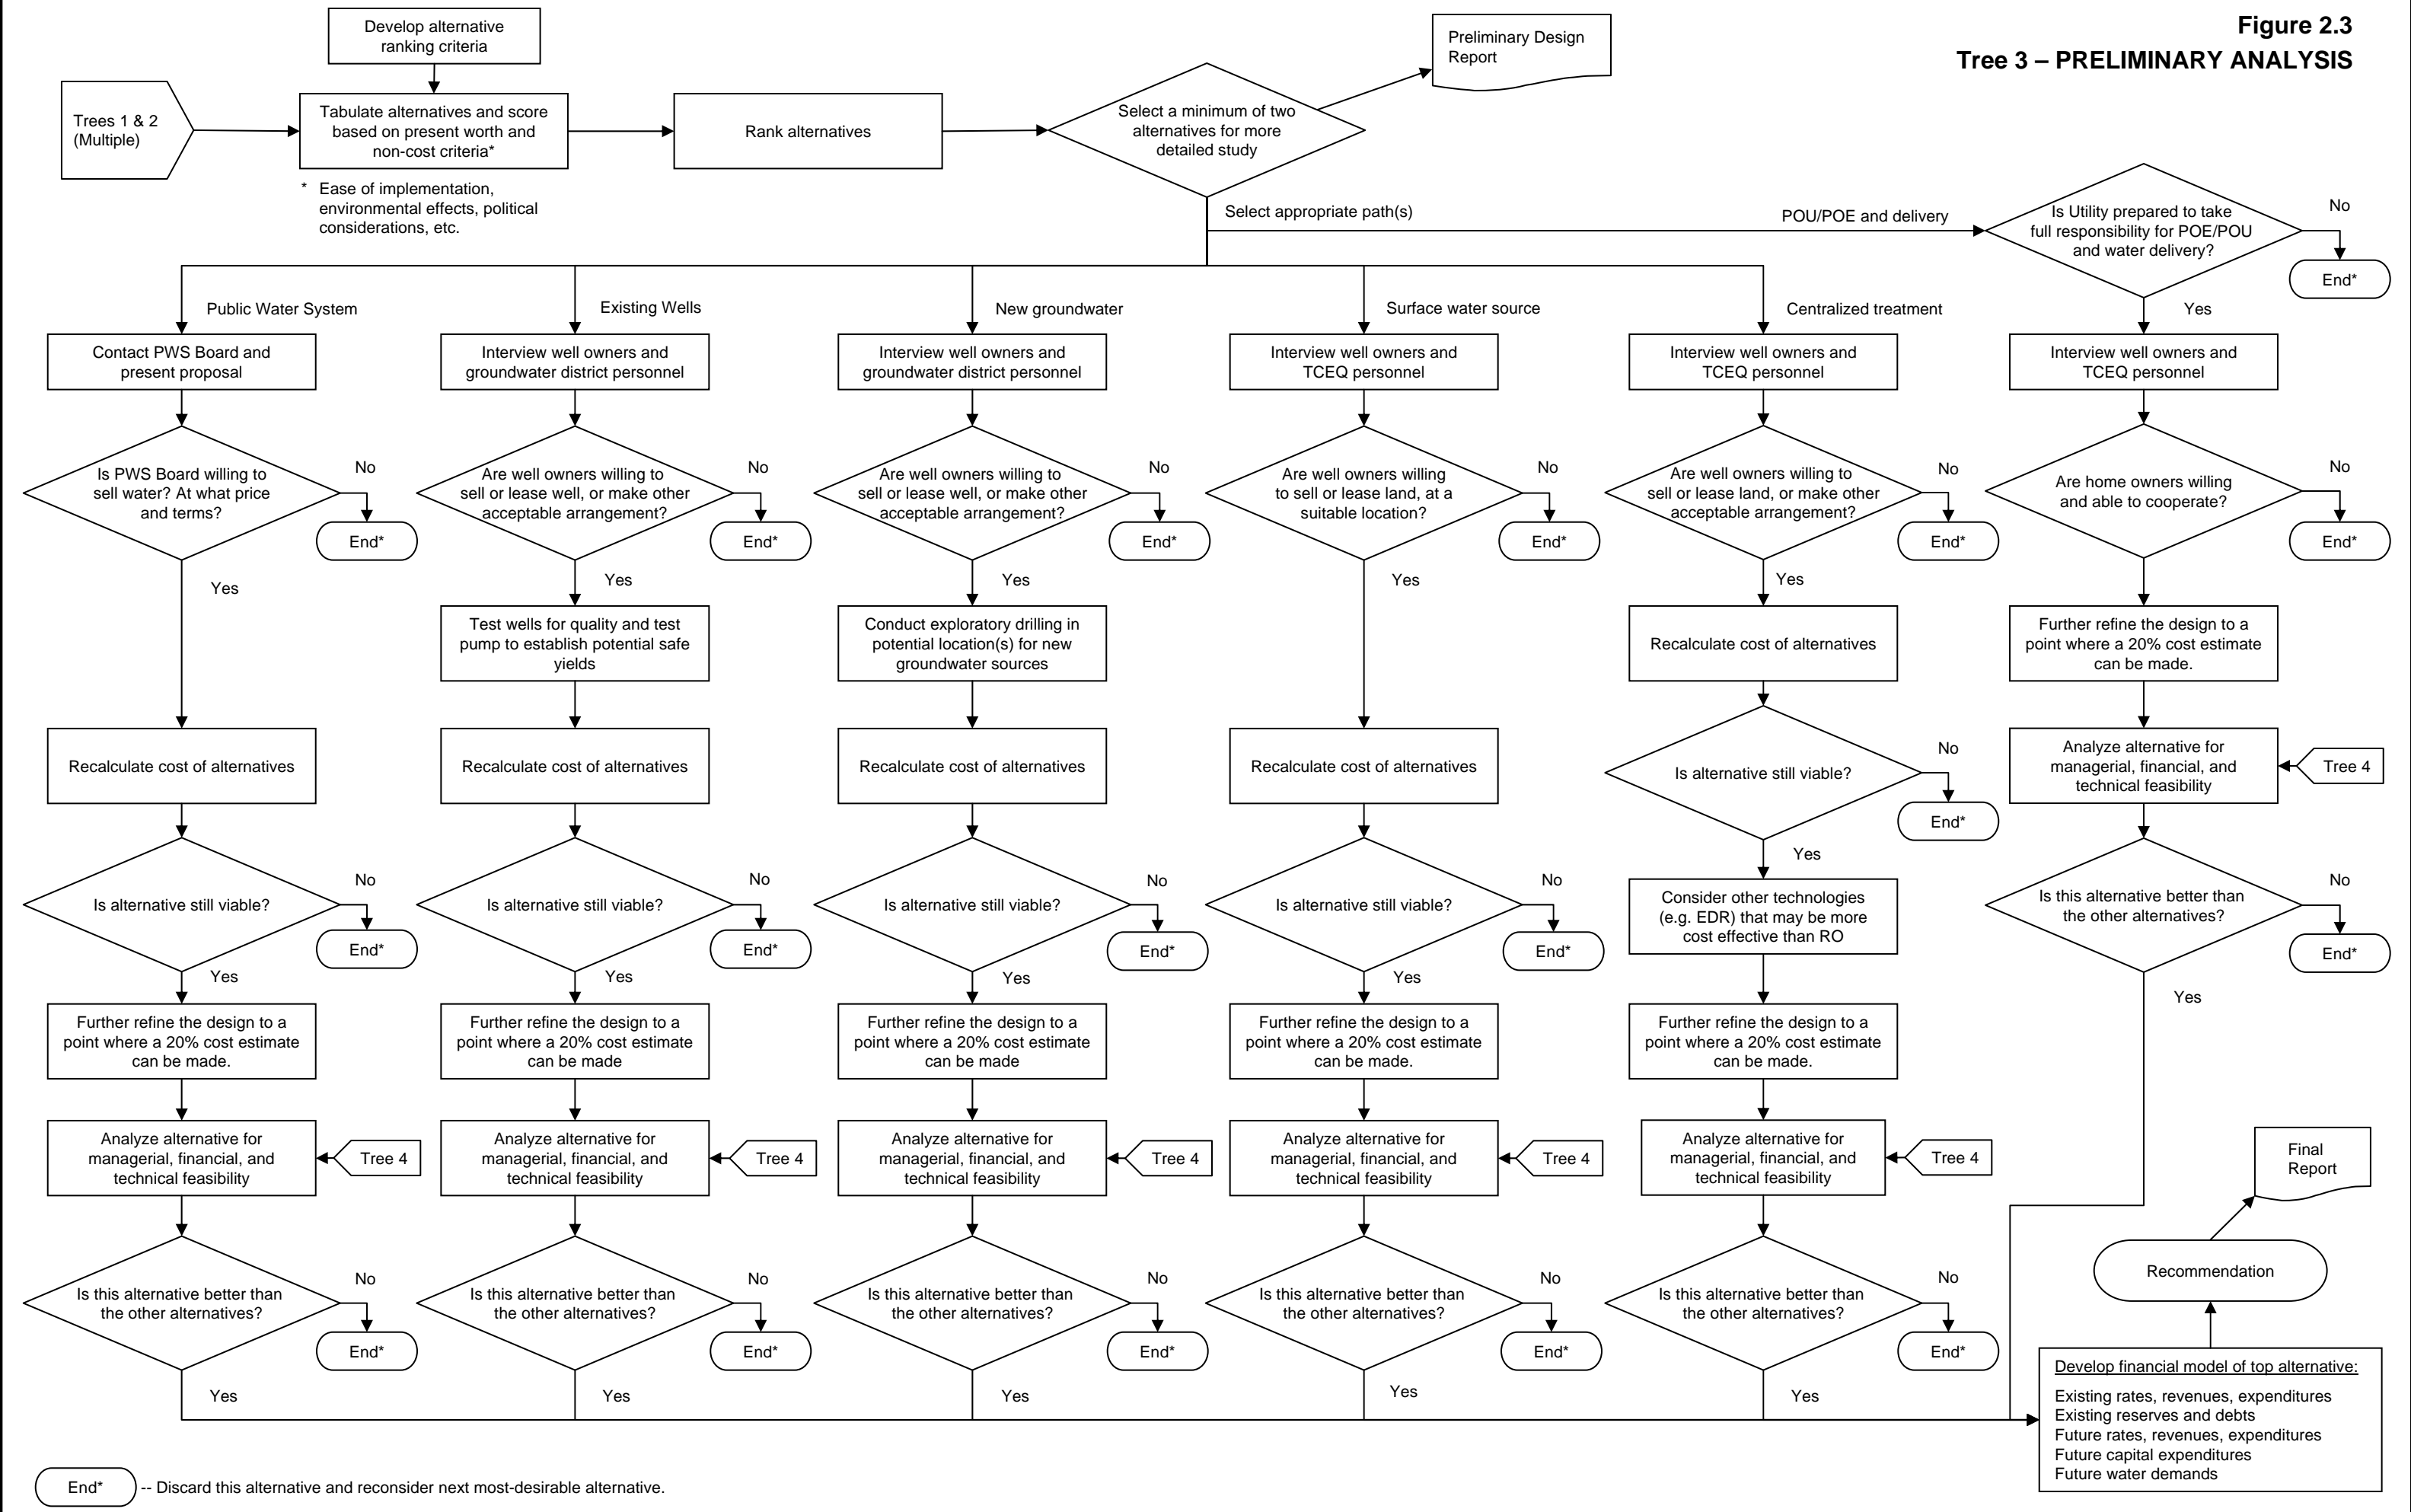 Figure 2.3
Tree 3 – PRELIMINARY ANALYSIS
Develop alternative
ranking criteria
Trees 1 & 2
(Multiple)
Tabulate alternatives and score
based on present worth and
non-cost criteria*
* Ease of implementation,
environmental effects, political
considerations, etc.
Rank alternatives
Select a minimum of two
alternatives for more
detailed study
Preliminary Design
Report
Select appropriate path(s)
POU/POE and delivery
Is Utility prepared to take
full responsibility for POE/POU
and water delivery?
No
End*
Yes
Public Water System
Contact PWS Board and
present proposal
Is PWS Board willing to
sell water? At what price
and terms?
No
End*
Yes
Recalculate cost of alternatives
Is alternative still viable?
No
End*
Yes
Further refine the design to a
point where a 20% cost estimate
can be made.
Analyze alternative for
managerial, financial, and
technical feasibility
Tree 4
Is this alternative better than
the other alternatives?
No
End*
Yes
Existing Wells
Interview well owners and
groundwater district personnel
Are well owners willing to
sell or lease well, or make other
acceptable arrangement?
No
End*
Yes
Test wells for quality and test
pump to establish potential safe
yields
Recalculate cost of alternatives
Is alternative still viable?
No
End*
Yes
Further refine the design to a
point where a 20% cost estimate
can be made
Analyze alternative for
managerial, financial, and
technical feasibility
Tree 4
Is this alternative better than
the other alternatives?
No
End*
Yes
New groundwater
Interview well owners and
groundwater district personnel
Are well owners willing to
sell or lease well, or make other
acceptable arrangement?
No
End*
Yes
Conduct exploratory drilling in
potential location(s) for new
groundwater sources
Recalculate cost of alternatives
Is alternative still viable?
No
End*
Yes
Further refine the design to a
point where a 20% cost estimate
can be made
Analyze alternative for
managerial, financial, and
technical feasibility
Tree 4
Is this alternative better than
the other alternatives?
No
End*
Yes
Surface water source
Interview well owners and
TCEQ personnel
Are well owners willing
to sell or lease land, at a
suitable location?
No
End*
Yes
Recalculate cost of alternatives
Is alternative still viable?
No
End*
Yes
Further refine the design to a
point where a 20% cost estimate
can be made.
Analyze alternative for
managerial, financial, and
technical feasibility
Tree 4
Is this alternative better than
the other alternatives?
No
End*
Yes
Centralized treatment
Interview well owners and
TCEQ personnel
Are well owners willing to
sell or lease land, or make other
acceptable arrangement?
No
End*
Yes
Recalculate cost of alternatives
Is alternative still viable?
No
End*
Yes
Consider other technologies
(e.g. EDR) that may be more
cost effective than RO
Further refine the design to a
point where a 20% cost estimate
can be made.
Analyze alternative for
managerial, financial, and
technical feasibility
Tree 4
Is this alternative better than
the other alternatives?
No
End*
Yes
Interview well owners and
TCEQ personnel
Are home owners willing
and able to cooperate?
No
End*
Further refine the design to a
point where a 20% cost estimate
can be made.
Analyze alternative for
managerial, financial, and
technical feasibility
Tree 4
Is this alternative better than
the other alternatives?
No
End*
Yes
Final
Report
Recommendation
Develop financial model of top alternative:
Existing rates, revenues, expenditures
Existing reserves and debts
Future rates, revenues, expenditures
Future capital expenditures
Future water demands
End* -- Discard this alternative and reconsider next most-desirable alternative.